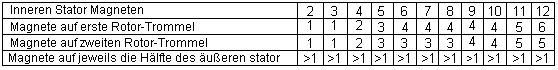 Inneren Stator Magneten 2 3 4 5 6 7 8 9 10 11 12
Magnete auf erste Rotor-Trommel 1 1 2 3 4 4 4 4 4 5 6
Magnete auf zweiten Rotor-Trommel 1 1 2 3 3 3 3 4 4 5 5
Magnete auf jeweils die Hälfte des äußeren stator >1 >1 >1 >1 >1 >1 >1 >1 >1 >1 >1